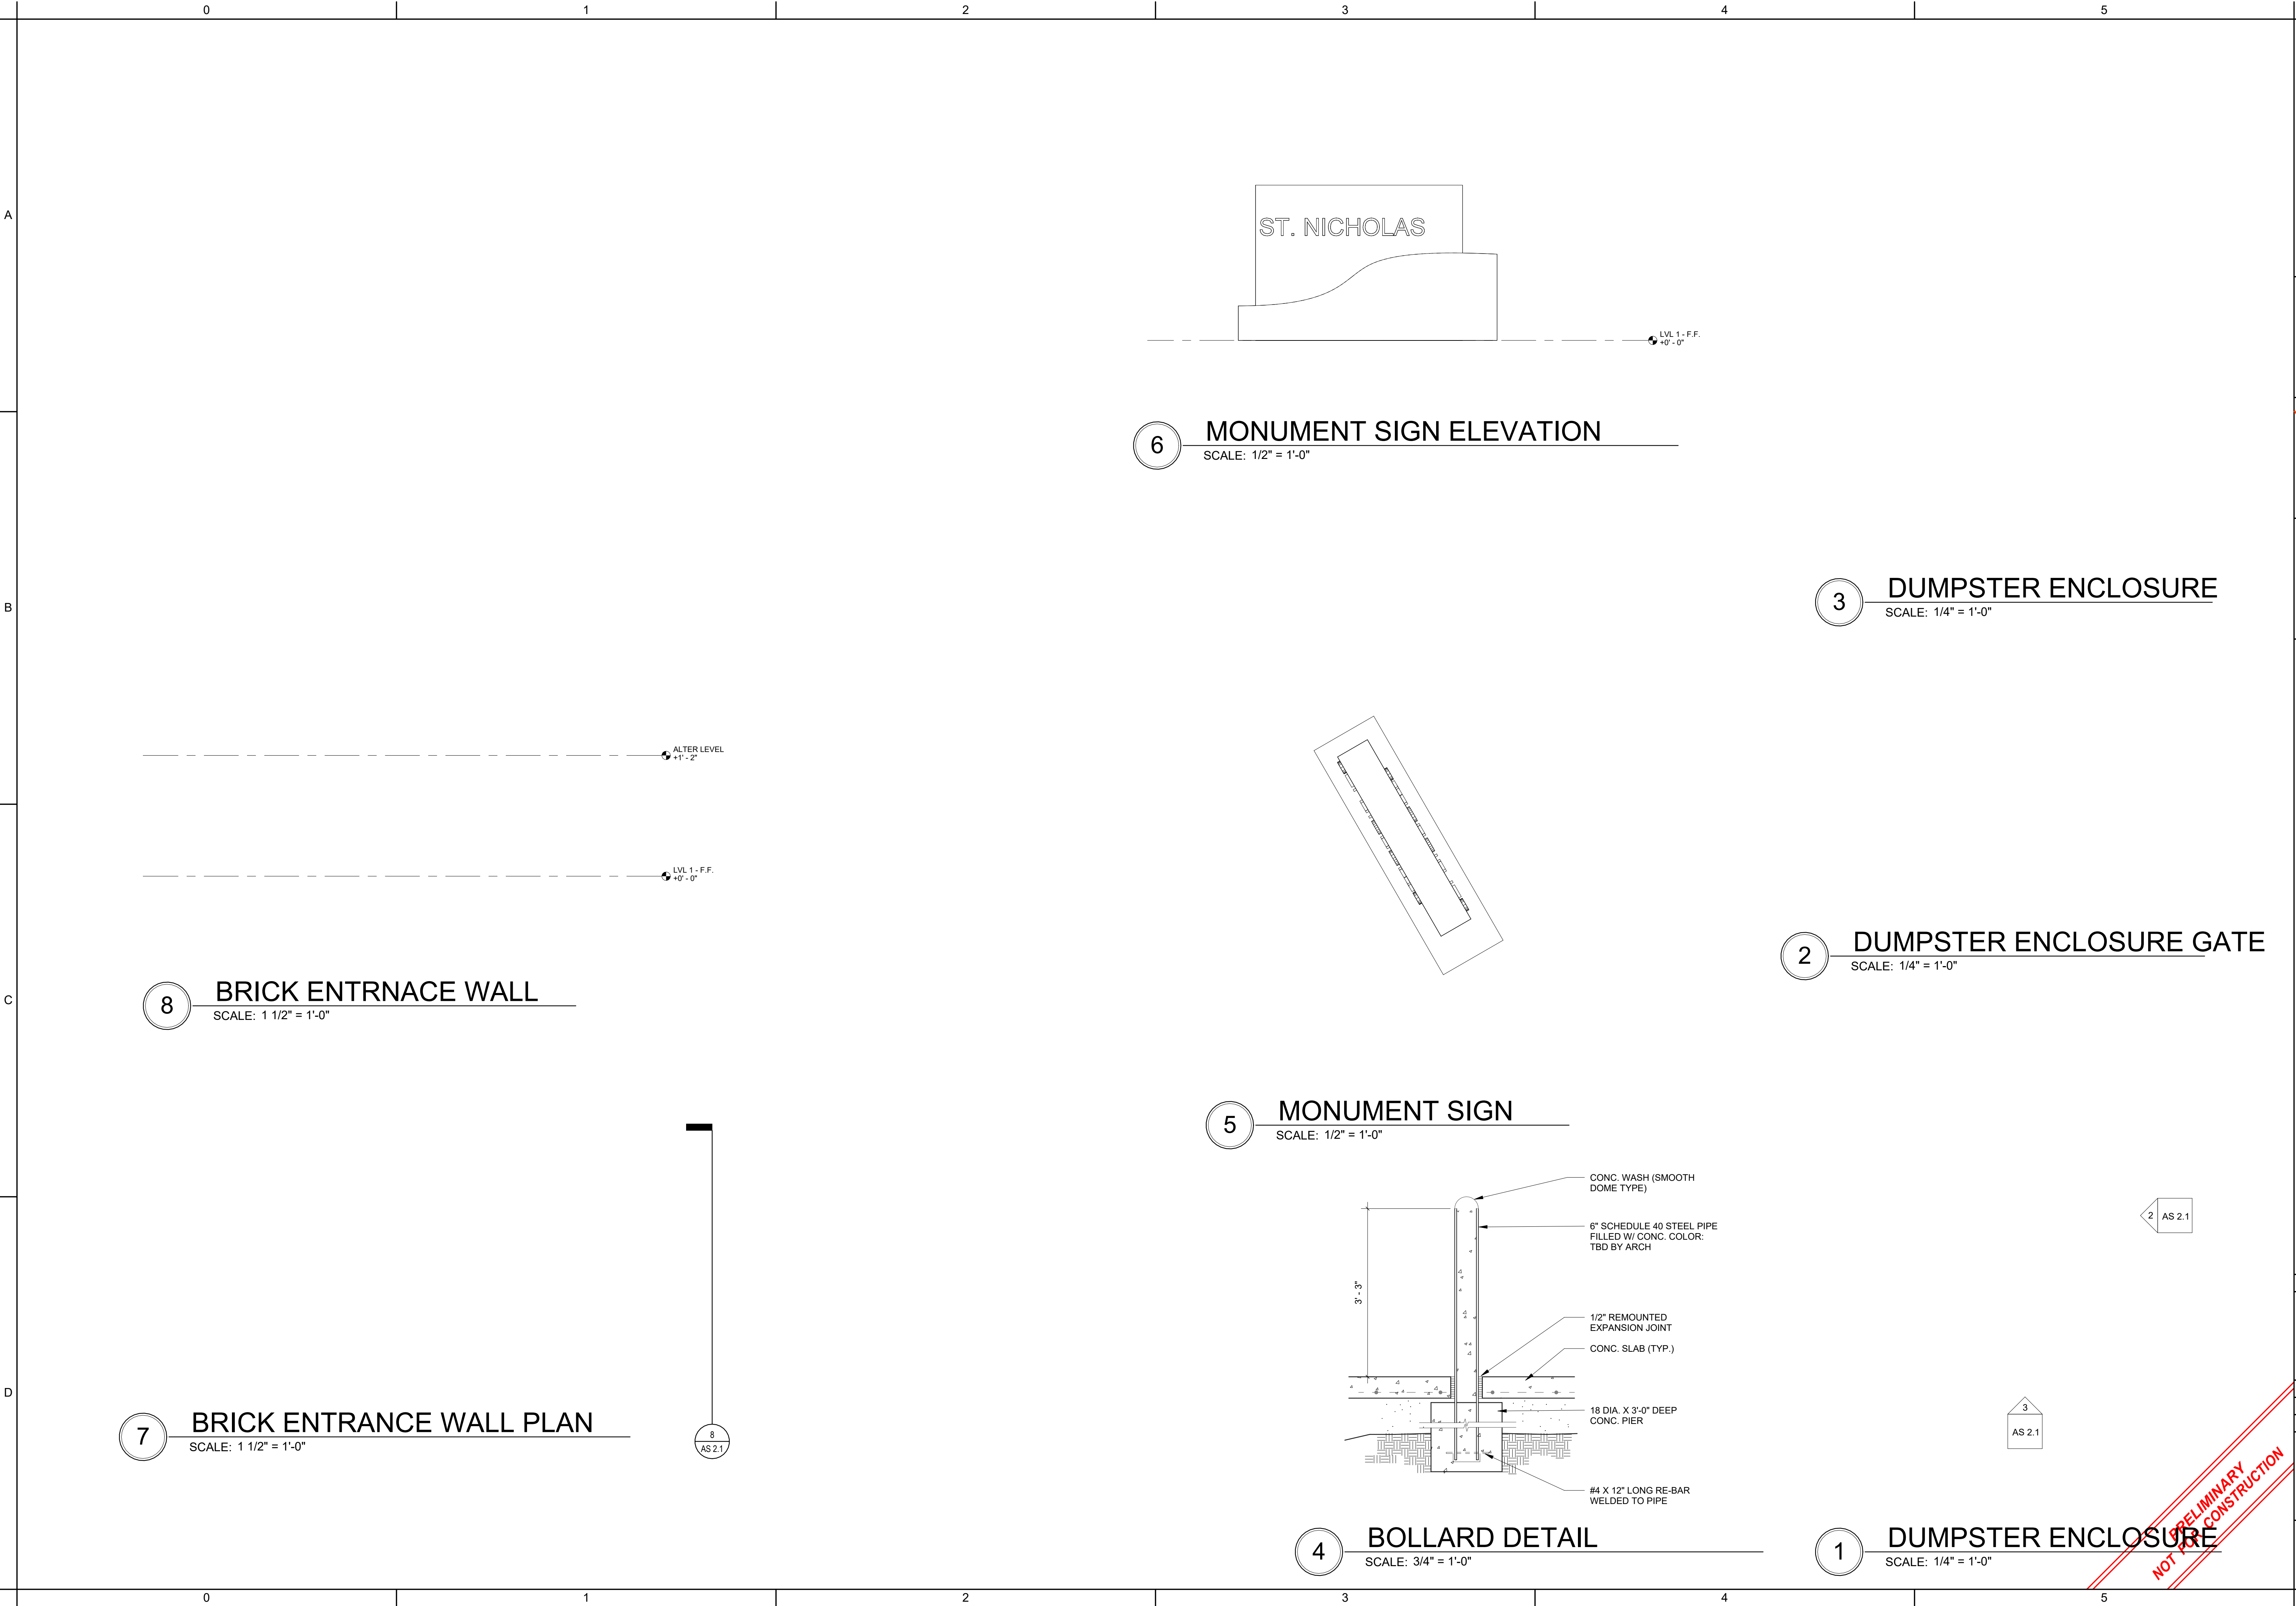 0 1 2 3 4 5
A
B
C
D
ST. NICHOLAS
LVL 1 - F.F.
+0' - 0"
6 MONUMENT SIGN ELEVATION
SCALE: 1/2" = 1'-0"
3 DUMPSTER ENCLOSURE
SCALE: 1/4" = 1'-0"
ALTER LEVEL
+1' - 2"
LVL 1 - F.F.
+0' - 0"
8 BRICK ENTRNACE WALL
SCALE: 1 1/2" = 1'-0"
2 DUMPSTER ENCLOSURE GATE
SCALE: 1/4" = 1'-0"
5 MONUMENT SIGN
SCALE: 1/2" = 1'-0"
CONC. WASH (SMOOTH
DOME TYPE)
6" SCHEDULE 40 STEEL PIPE
FILLED W/ CONC. COLOR:
TBD BY ARCH
3' - 3"
1/2" REMOUNTED
EXPANSION JOINT
CONC. SLAB (TYP.)
18 DIA. X 3'-0" DEEP
CONC. PIER
#4 X 12" LONG RE-BAR
WELDED TO PIPE
2 AS 2.1
3
AS 2.1
7 BRICK ENTRANCE WALL PLAN
SCALE: 1 1/2" = 1'-0"
8
AS 2.1
4 BOLLARD DETAIL
SCALE: 3/4" = 1'-0"
1 DUMPSTER ENCLOSURE
SCALE: 1/4" = 1'-0"
PRELIMINARY
NOT FOR CONSTRUCTION
0 1 2 3 4 5